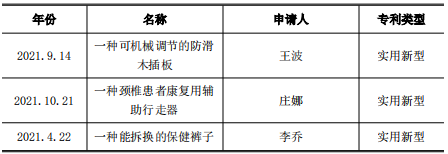 年份 名称 申请人 专利类型
2021.9.14 一种可机械调节的防滑木插板 王波 实用新型
2021.10.21 一种颈椎患者康复用辅助行走器 庄娜 实用新型
2021.4.22 一种能拆换的保健裤子 李乔 实用新型